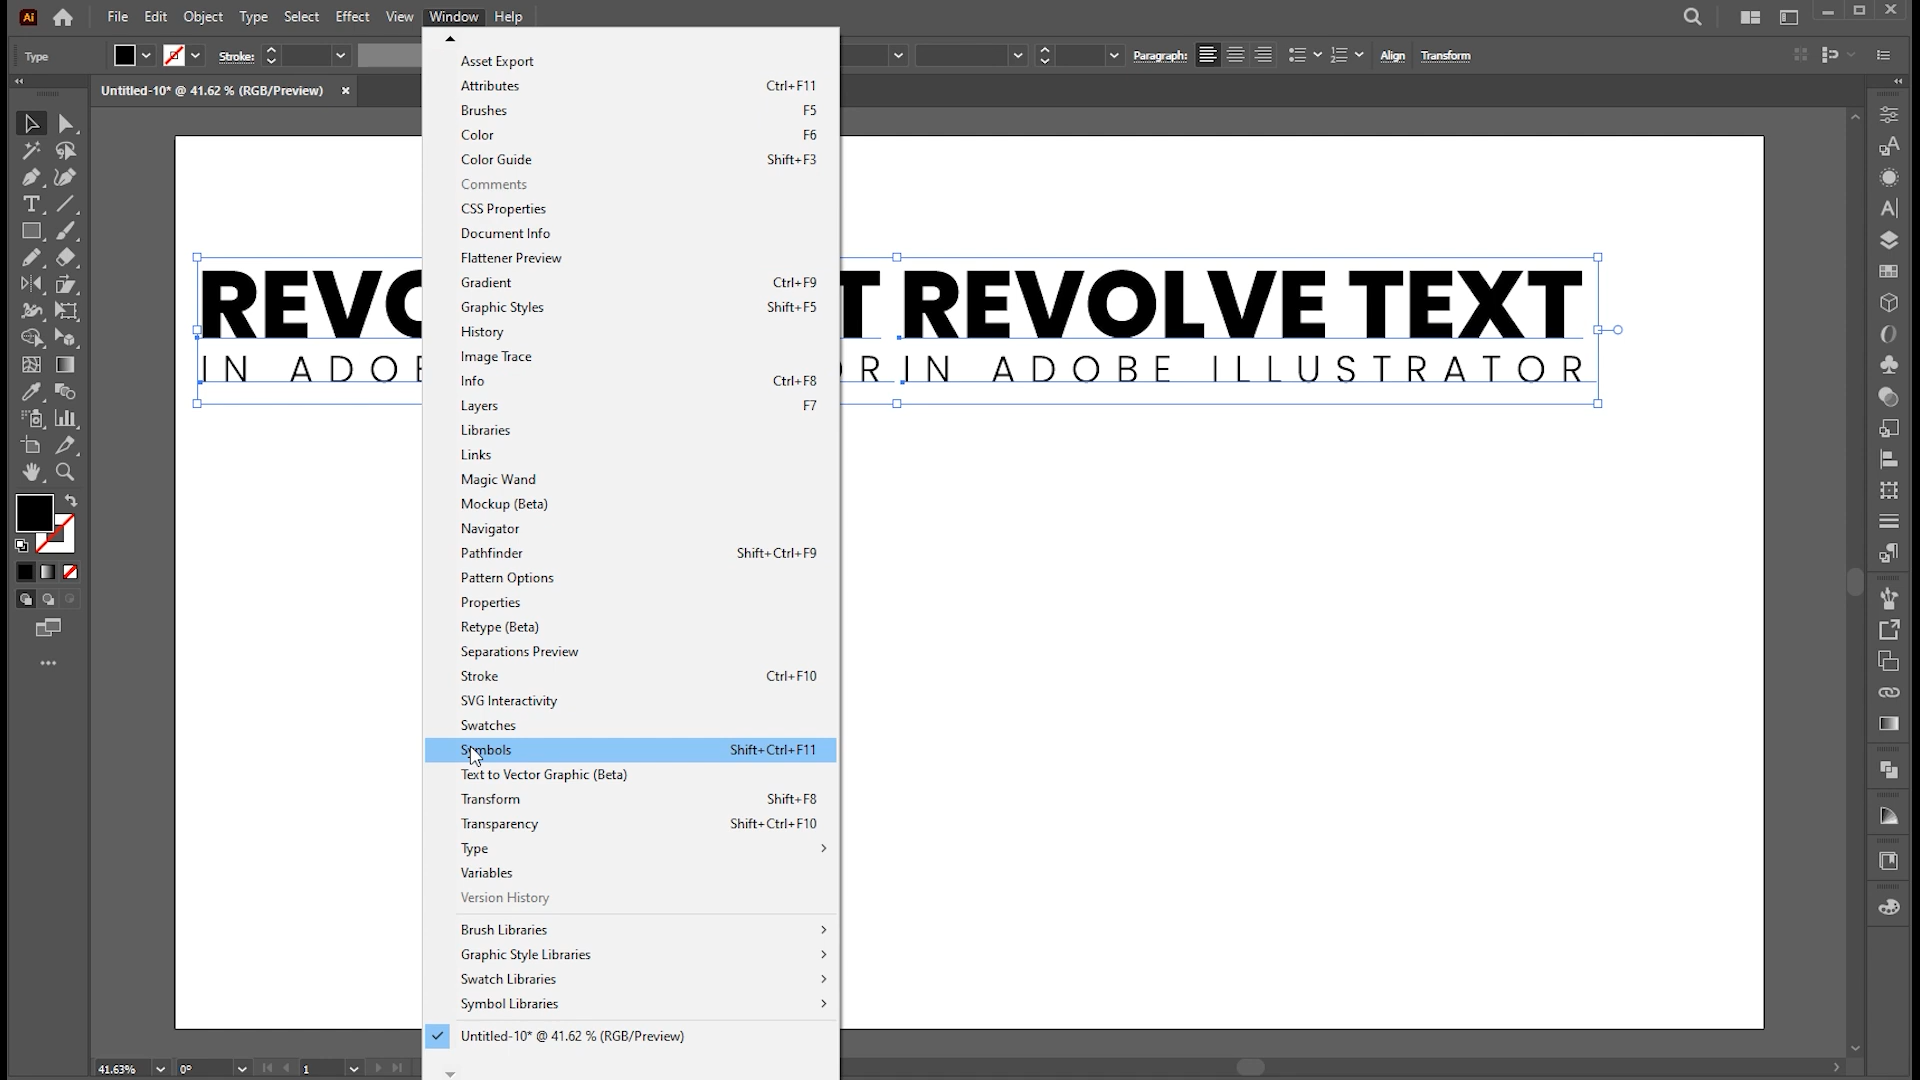 Ai File Edit Object Type Select Effect View Window Help
Type Stroke: Paragraph: Align Transform
Untitled-10* @ 41.62 % (RGB/Preview)
Asset Export
Attributes Ctrl+F11
Brushes F5
Color F6
Color Guide Shift+F3
Comments
CSS Properties
Document Info
Flattener Preview
Gradient Ctrl+F9
Graphic Styles Shift+F5
History
Image Trace
Info Ctrl+F8
Layers F7
Libraries
Links
Magic Wand
Mockup (Beta)
Navigator
Pathfinder Shift+Ctrl+F9
Pattern Options
Properties
Retype (Beta)
Separations Preview
Stroke Ctrl+F10
SVG Interactivity
Swatches
Symbols Shift+Ctrl+F11
Text to Vector Graphic (Beta)
Transform Shift+F8
Transparency Shift+Ctrl+F10
Type
Variables
Version History
Brush Libraries
Graphic Style Libraries
Swatch Libraries
Symbol Libraries
Untitled-10* @ 41.62 % (RGB/Preview)
REVO T REVOLVE TEXT
IN ADOB OR IN ADOBE ILLUSTRATOR
41.63% 0° 1